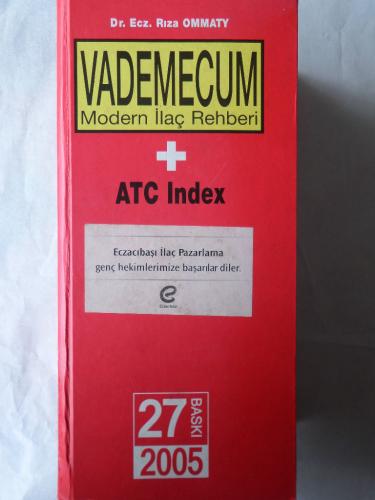 Dr. Ecz. Rıza OMMATY
VADEMECUM
Modern İlaç Rehberi
+
ATC Index
Eczacıbaşı İlaç Pazarlama
genç hekimlerimize başarılar diler.
27 BASKI
2005